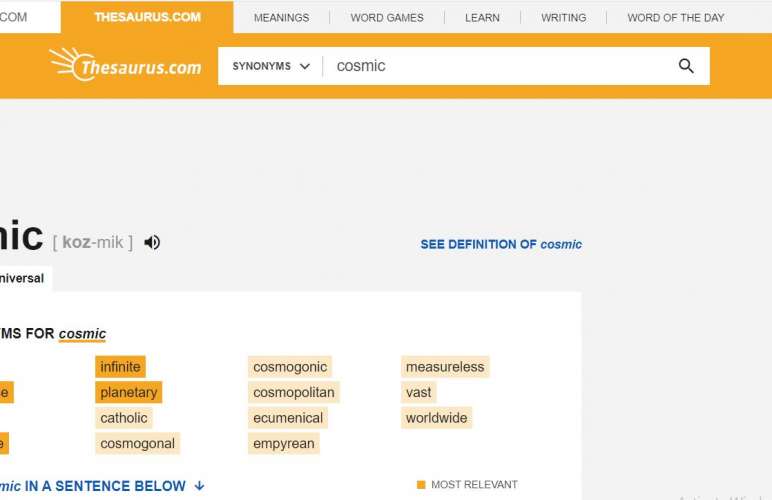 COM THESAURUS.COM MEANINGS WORD GAMES LEARN WRITING WORD OF THE DAY
Thesaurus.com SYNONYMS cosmic
ic [ koz-mik ]
SEE DEFINITION OF cosmic
niversal
YMS FOR cosmic
infinite cosmogonic measureless
e planetary cosmopolitan vast
catholic ecumenical worldwide
e cosmogonal empyrean
mic IN A SENTENCE BELOW MOST RELEVANT